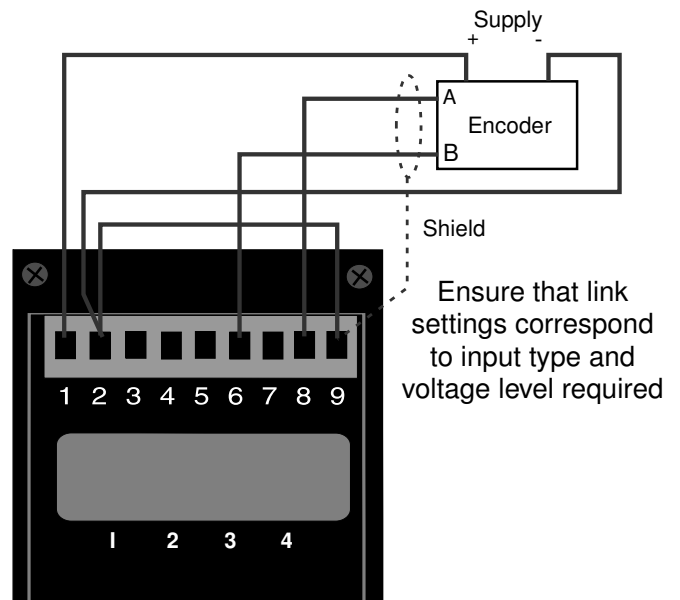 Supply
+ -
A
Encoder
B
Shield
Ensure that link
settings correspond
to input type and
voltage level required
1 2 3 4 5 6 7 8 9
I 2 3 4